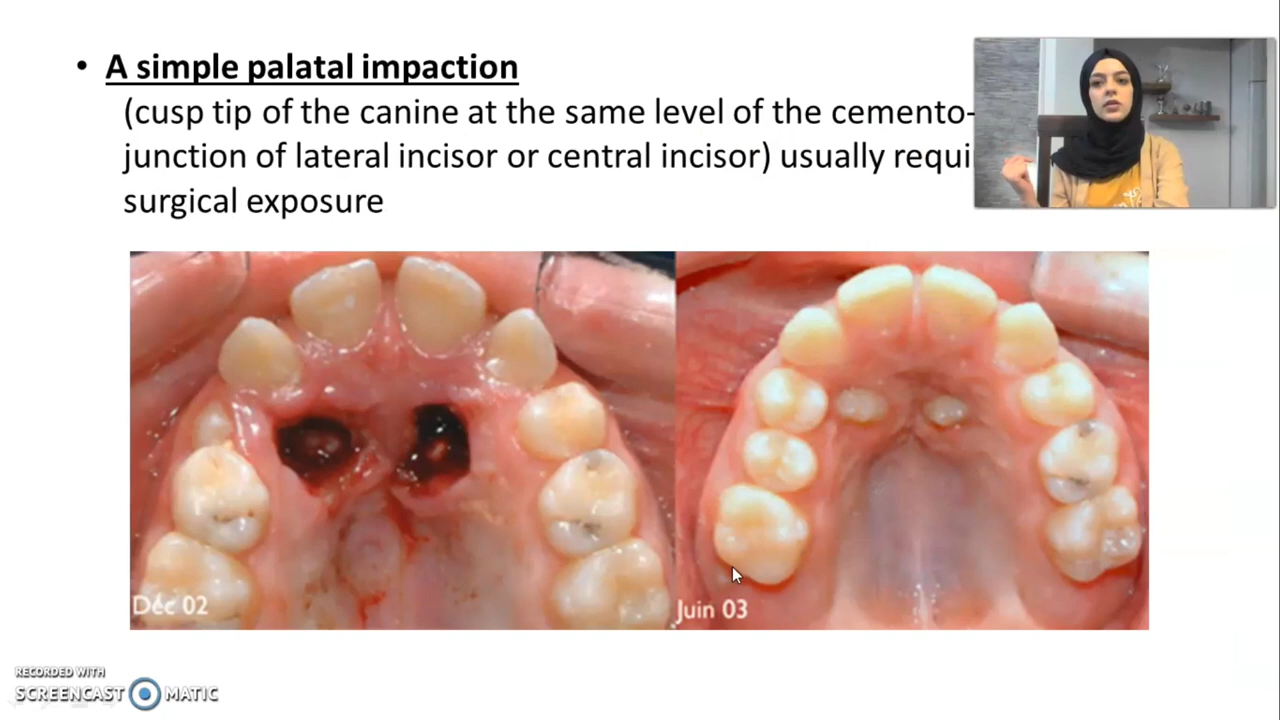 • A simple palatal impaction
(cusp tip of the canine at the same level of the cemento-
junction of lateral incisor or central incisor) usually
surgical exposure
Déc 02
Juin 03
RECORDED WITH
SCREENCAST MATIC